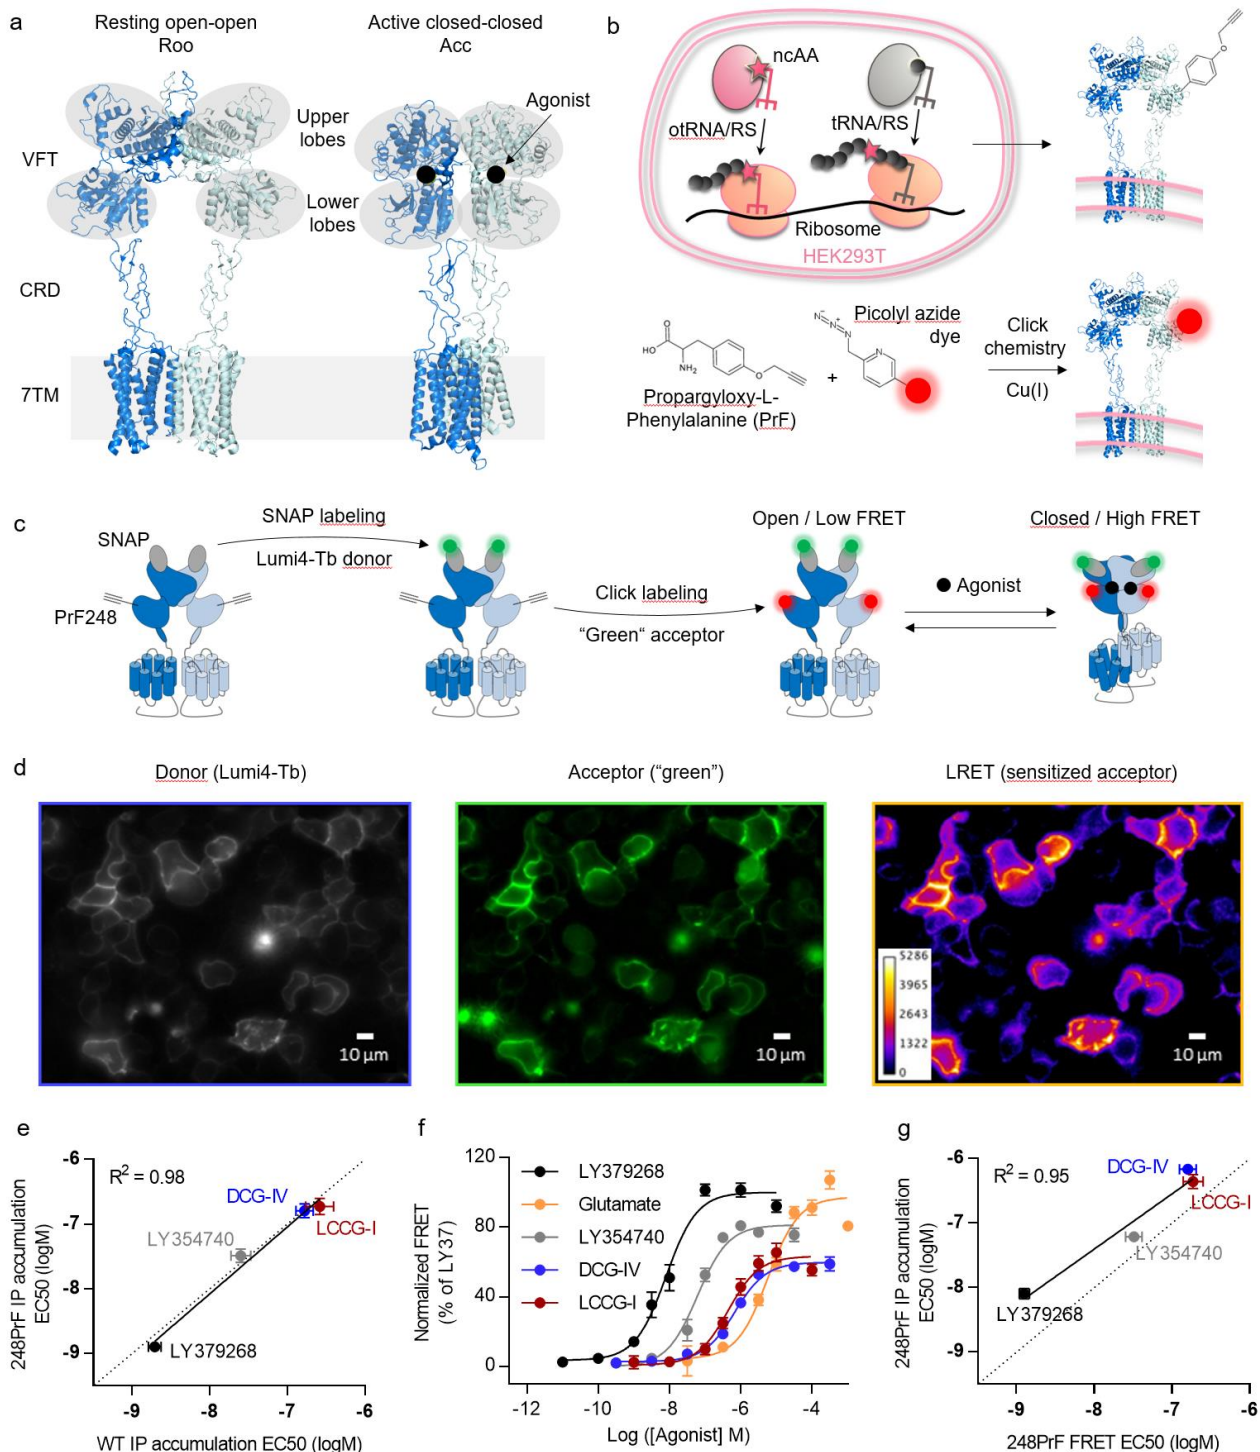 a
Resting open-open
Roo
Active closed-closed
Acc
Agonist
Upper
lobes
VFT
Lower
lobes
CRD
7TM
b
ncAA
otRNA/RS
tRNA/RS
Ribosome
HEK293T
Picolyl azide
dye
Click
chemistry
Cu(I)
N
N
N
N
O
HO
NH2
O
+
Propargyloxy-L-
Phenylalanine (PrF)
O
c
SNAP
SNAP labeling
Lumi4-Tb donor
PrF248
Click labeling
"Green" acceptor
Open / Low FRET
Closed / High FRET
Agonist
d
Donor (Lumi4-Tb)
Acceptor ("green")
LRET (sensitized acceptor)
10 µm
10 µm
5286
3965
2643
1322
0
10 µm
e
R2 = 0.98
DCG-IV
LCCG-I
LY354740
LY379268
-6
-7
-8
-9
-9
-8
-7
-6
248PrF IP accumulation
EC50 (logM)
WT IP accumulation EC50 (logM)
f
120
80
40
0
LY379268
Glutamate
LY354740
DCG-IV
LCCG-I
Normalized FRET
(% of LY37)
-12
-10
-8
-6
-4
Log ([Agonist] M)
g
R2 = 0.95
DCG-IV
LCCG-I
LY354740
LY379268
-6
-7
-8
-9
-9
-8
-7
-6
248PrF IP accumulation
EC50 (logM)
248PrF FRET EC50 (logM)